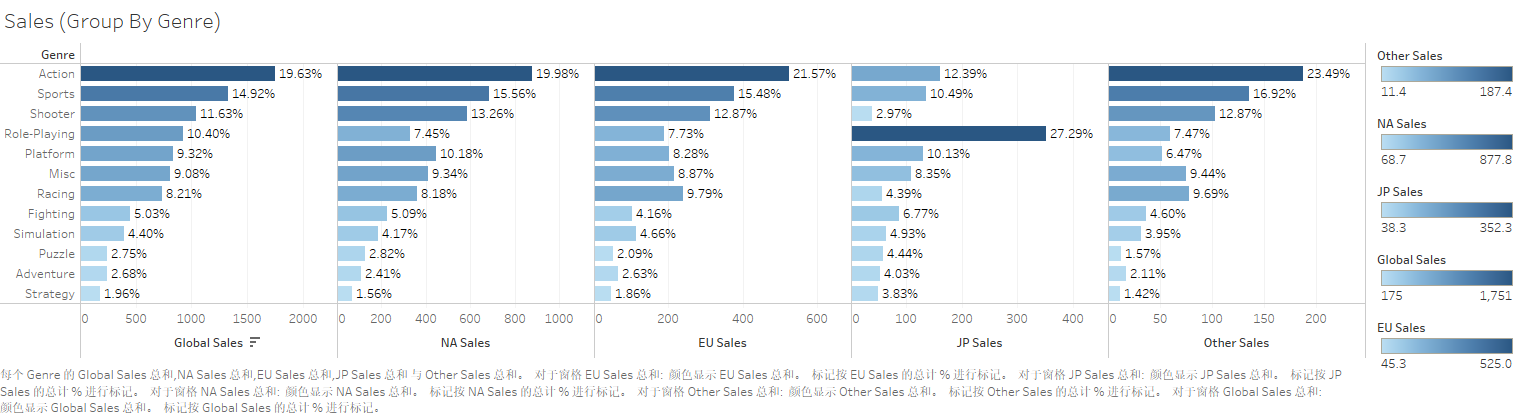 Sales (Group By Genre)
Genre
Action 19.63% 19.98% 21.57% 12.39% 23.49%
Sports 14.92% 15.56% 15.48% 10.49% 16.92%
Shooter 11.63% 13.26% 12.87% 2.97% 12.87%
Role-Playing 10.40% 7.45% 7.73% 27.29% 7.47%
Platform 9.32% 10.18% 8.28% 10.13% 6.47%
Misc 9.08% 9.34% 8.87% 8.35% 9.44%
Racing 8.21% 8.18% 9.79% 4.39% 9.69%
Fighting 5.03% 5.09% 4.16% 6.77% 4.60%
Simulation 4.40% 4.17% 4.66% 4.93% 3.95%
Puzzle 2.75% 2.82% 2.09% 4.44% 1.57%
Adventure 2.68% 2.41% 2.63% 4.03% 2.11%
Strategy 1.96% 1.56% 1.86% 3.83% 1.42%
0 500 1000 1500 2000 0 200 400 600 800 1000 0 200 400 600 0 100 200 300 400 0 50 100 150 200
Global Sales NA Sales EU Sales JP Sales Other Sales
Other Sales
11.4 187.4
NA Sales
68.7 877.8
JP Sales
38.3 352.3
Global Sales
175 1,751
EU Sales
45.3 525.0
每个 Genre 的 Global Sales 总和,NA Sales 总和,EU Sales 总和,JP Sales 总和 与 Other Sales 总和。 对于窗格 EU Sales 总和: 颜色显示 EU Sales 总和。 标记按 EU Sales 的总计 % 进行标记。 对于窗格 JP Sales 总和: 颜色显示 JP Sales 总和。 标记按 JP
Sales 的总计 % 进行标记。 对于窗格 NA Sales 总和: 颜色显示 NA Sales 总和。 标记按 NA Sales 的总计 % 进行标记。 对于窗格 Other Sales 总和: 颜色显示 Other Sales 总和。 标记按 Other Sales 的总计 % 进行标记。 对于窗格 Global Sales 总和:
颜色显示 Global Sales 总和。 标记按 Global Sales 的总计 % 进行标记。